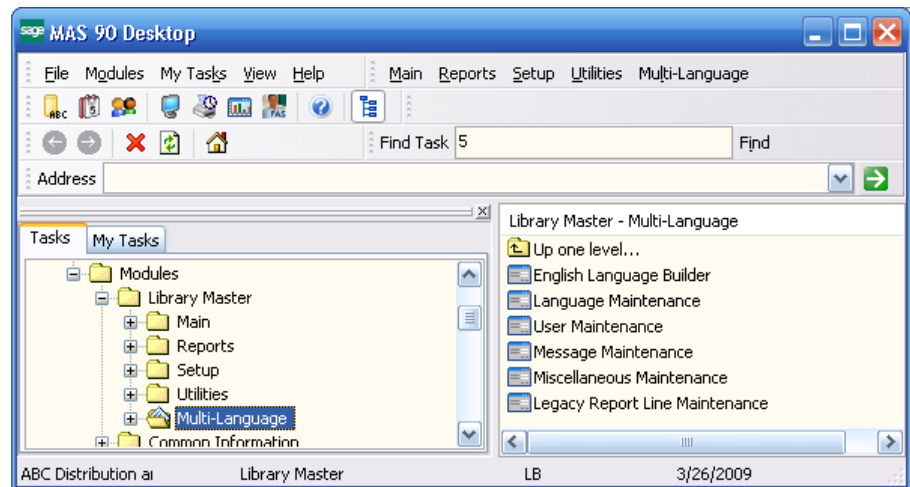 sage MAS 90 Desktop
File Modules My Tasks View Help Main Reports Setup Utilities Multi-Language
ABC 5 FAS
Find Task 5 Find
Address
Tasks My Tasks
Modules
Library Master
Main
Reports
Setup
Utilities
Multi-Language
Common Information
Library Master - Multi-Language
Up one level...
English Language Builder
Language Maintenance
User Maintenance
Message Maintenance
Miscellaneous Maintenance
Legacy Report Line Maintenance
ABC Distribution ar Library Master LB 3/26/2009